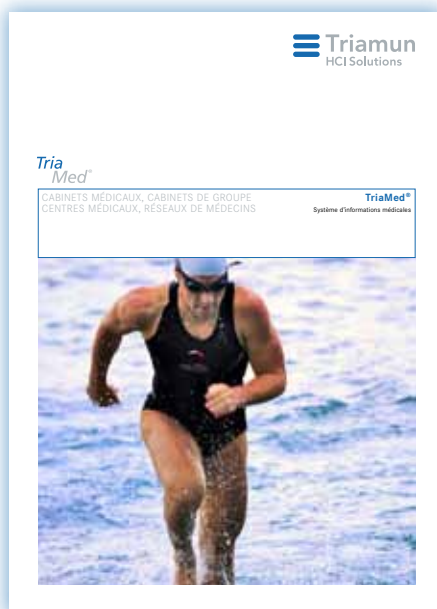 Triamun
HCI Solutions
Tria
Med®
CABINETS MÉDICAUX, CABINETS DE GROUPE
CENTRES MÉDICAUX, RÉSEAUX DE MÉDECINS
TriaMed®
Système d'informations médicales